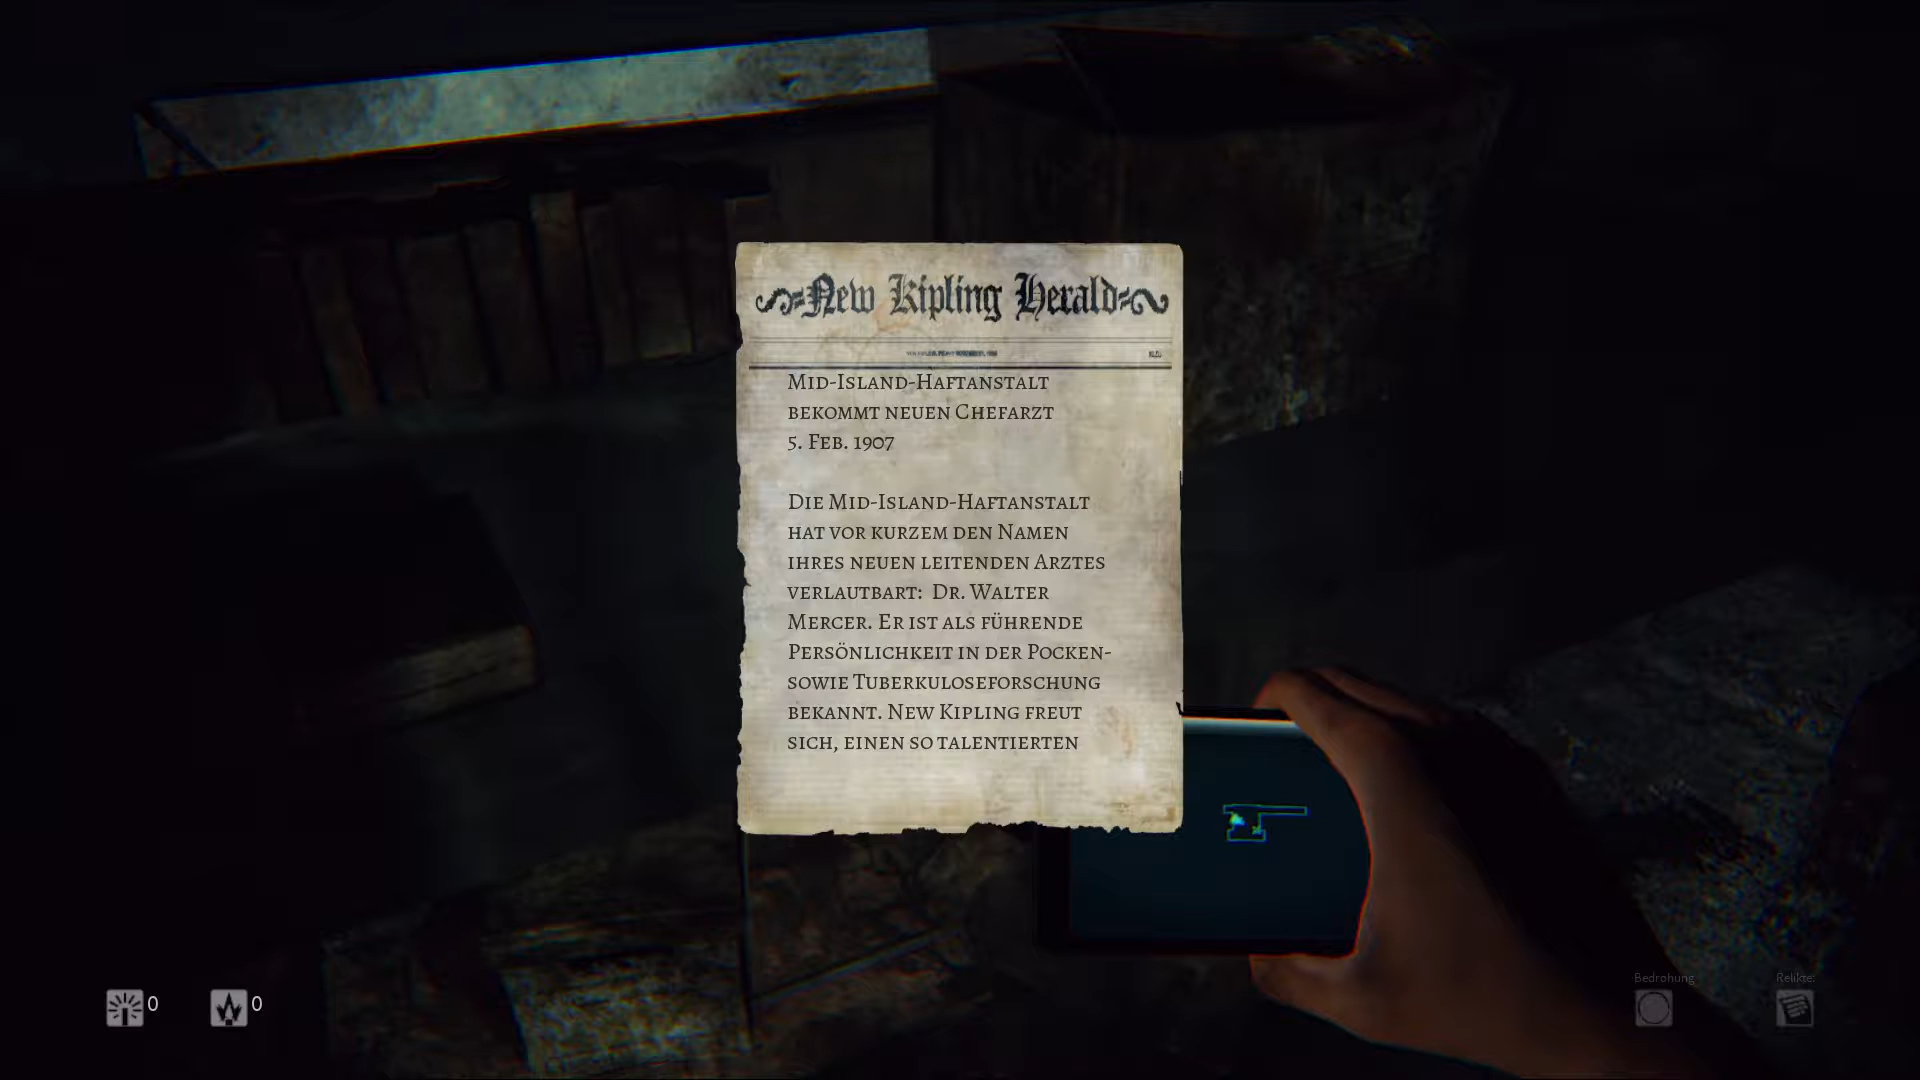 New Kipling Herald
Mid-Island-Haftanstalt
bekommt neuen Chefarzt
5. Feb. 1907
Die Mid-Island-Haftanstalt
hat vor kurzem den Namen
ihres neuen leitenden Arztes
verlautbart: Dr. Walter
Mercer. Er ist als führende
Persönlichkeit in der Pocken-
sowie Tuberkuloseforschung
bekannt. New Kipling freut
sich, einen so talentierten
0 0
Bedrohung Relikte: